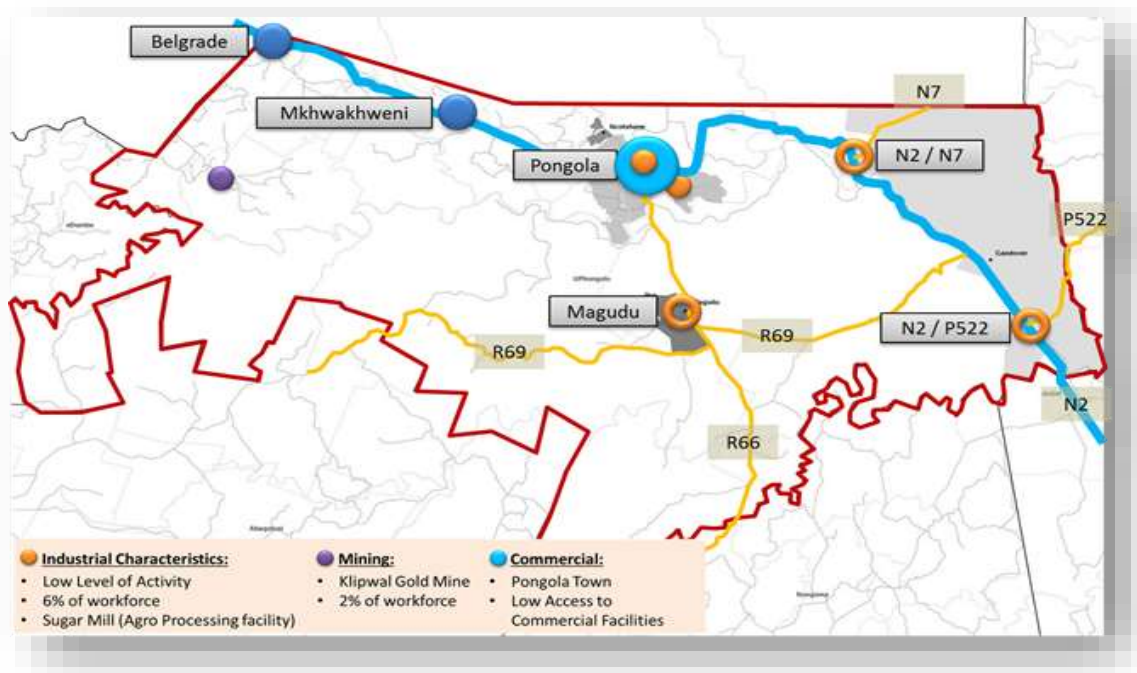 Belgrade
N7
Mkhwakhweni
N2 / N7
Pongola
P522
Magudu
N2 / P522
R69
R69
N2
R66
Industrial Characteristics:
• Low Level of Activity
• 6% of workforce
• Sugar Mill (Agro Processing facility)
Mining:
• Klipwal Gold Mine
• 2% of workforce
Commercial:
• Pongola Town
• Low Access to
Commercial Facilities